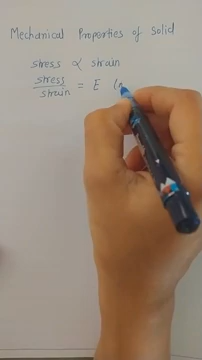 Mechanical Properties of Solid
stress ∝ strain
stress
strain = E (